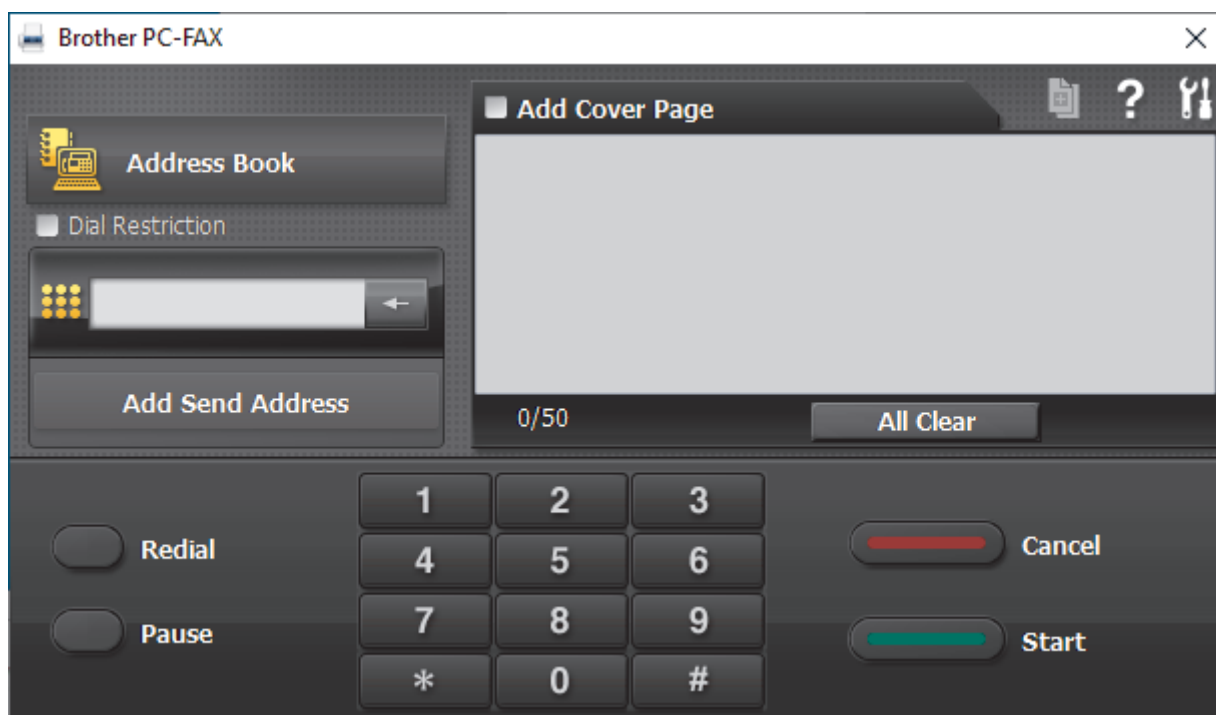 Brother PC-FAX
Add Cover Page
?
Address Book
Dial Restriction
Add Send Address
0/50
All Clear
1 2 3
Redial
4 5 6
Cancel
Pause
7 8 9
Start
* 0 #